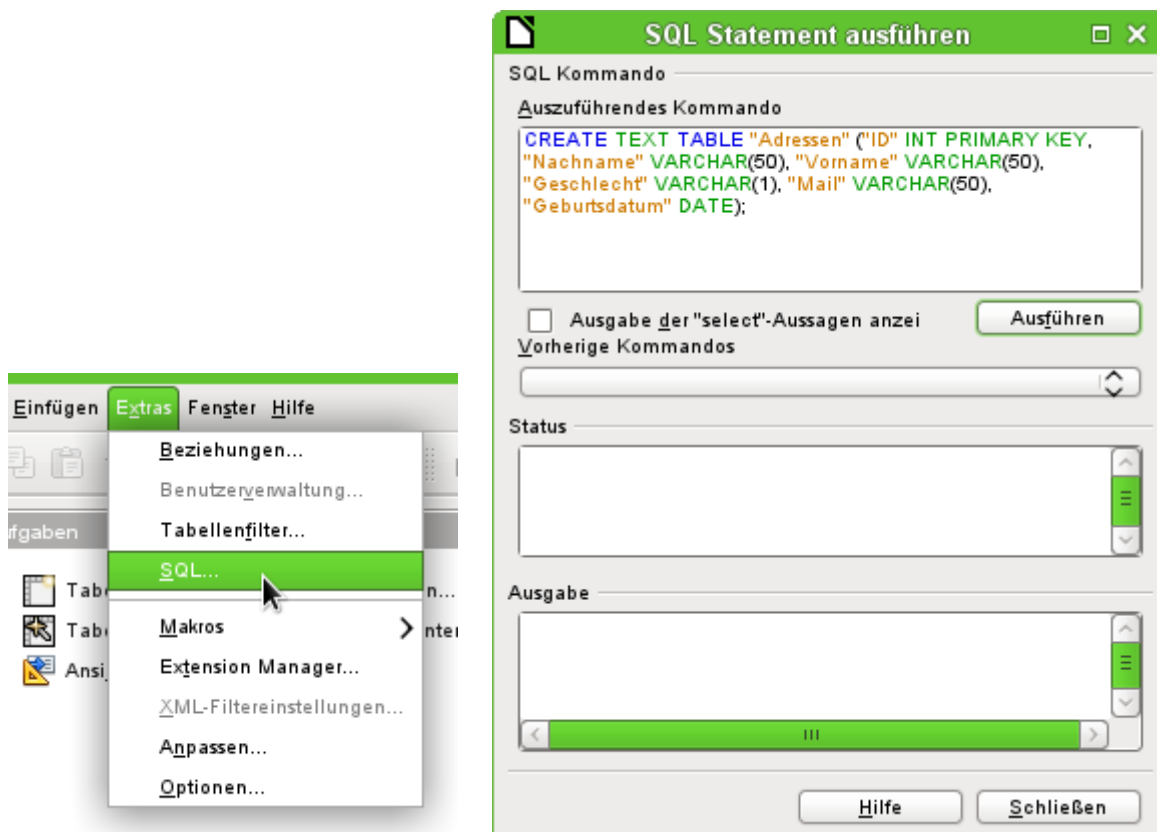 Einfügen Extras Fenster Hilfe
Beziehungen...
Benutzerverwaltung...
Tabellenfilter...
SQL...
Makros
Extension Manager...
XML-Filtereinstellungen...
Anpassen...
Optionen...
SQL Statement ausführen
SQL Kommando
Auszuführendes Kommando
CREATE TEXT TABLE "Adressen" ("ID" INT PRIMARY KEY,
"Nachname" VARCHAR(50), "Vorname" VARCHAR(50),
"Geschlecht" VARCHAR(1), "Mail" VARCHAR(50),
"Geburtsdatum" DATE);
Ausgabe der "select"-Aussagen anzei
Ausführen
Vorherige Kommandos
Status
Ausgabe
Hilfe
Schließen